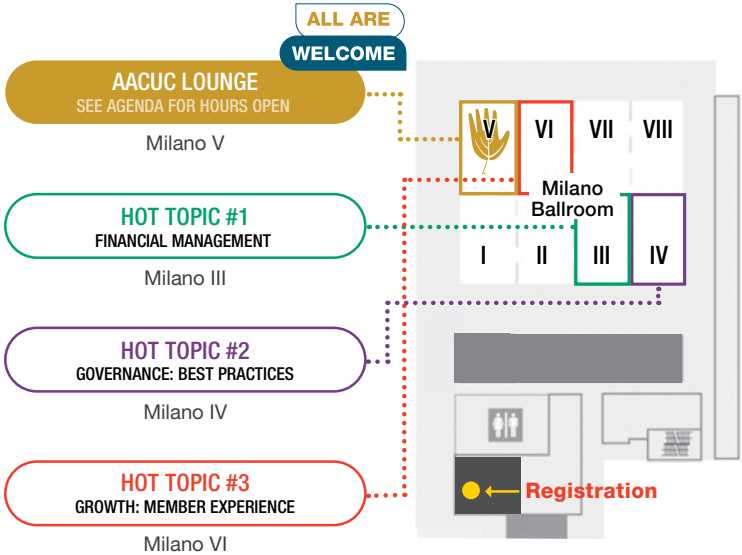 ALL ARE
WELCOME
AACUC LOUNGE
SEE AGENDA FOR HOURS OPEN
Milano V
HOT TOPIC #1
FINANCIAL MANAGEMENT
Milano III
HOT TOPIC #2
GOVERNANCE: BEST PRACTICES
Milano IV
HOT TOPIC #3
GROWTH: MEMBER EXPERIENCE
Milano VI
V VI VII VIII
Milano
Ballroom
I II III IV
Registration